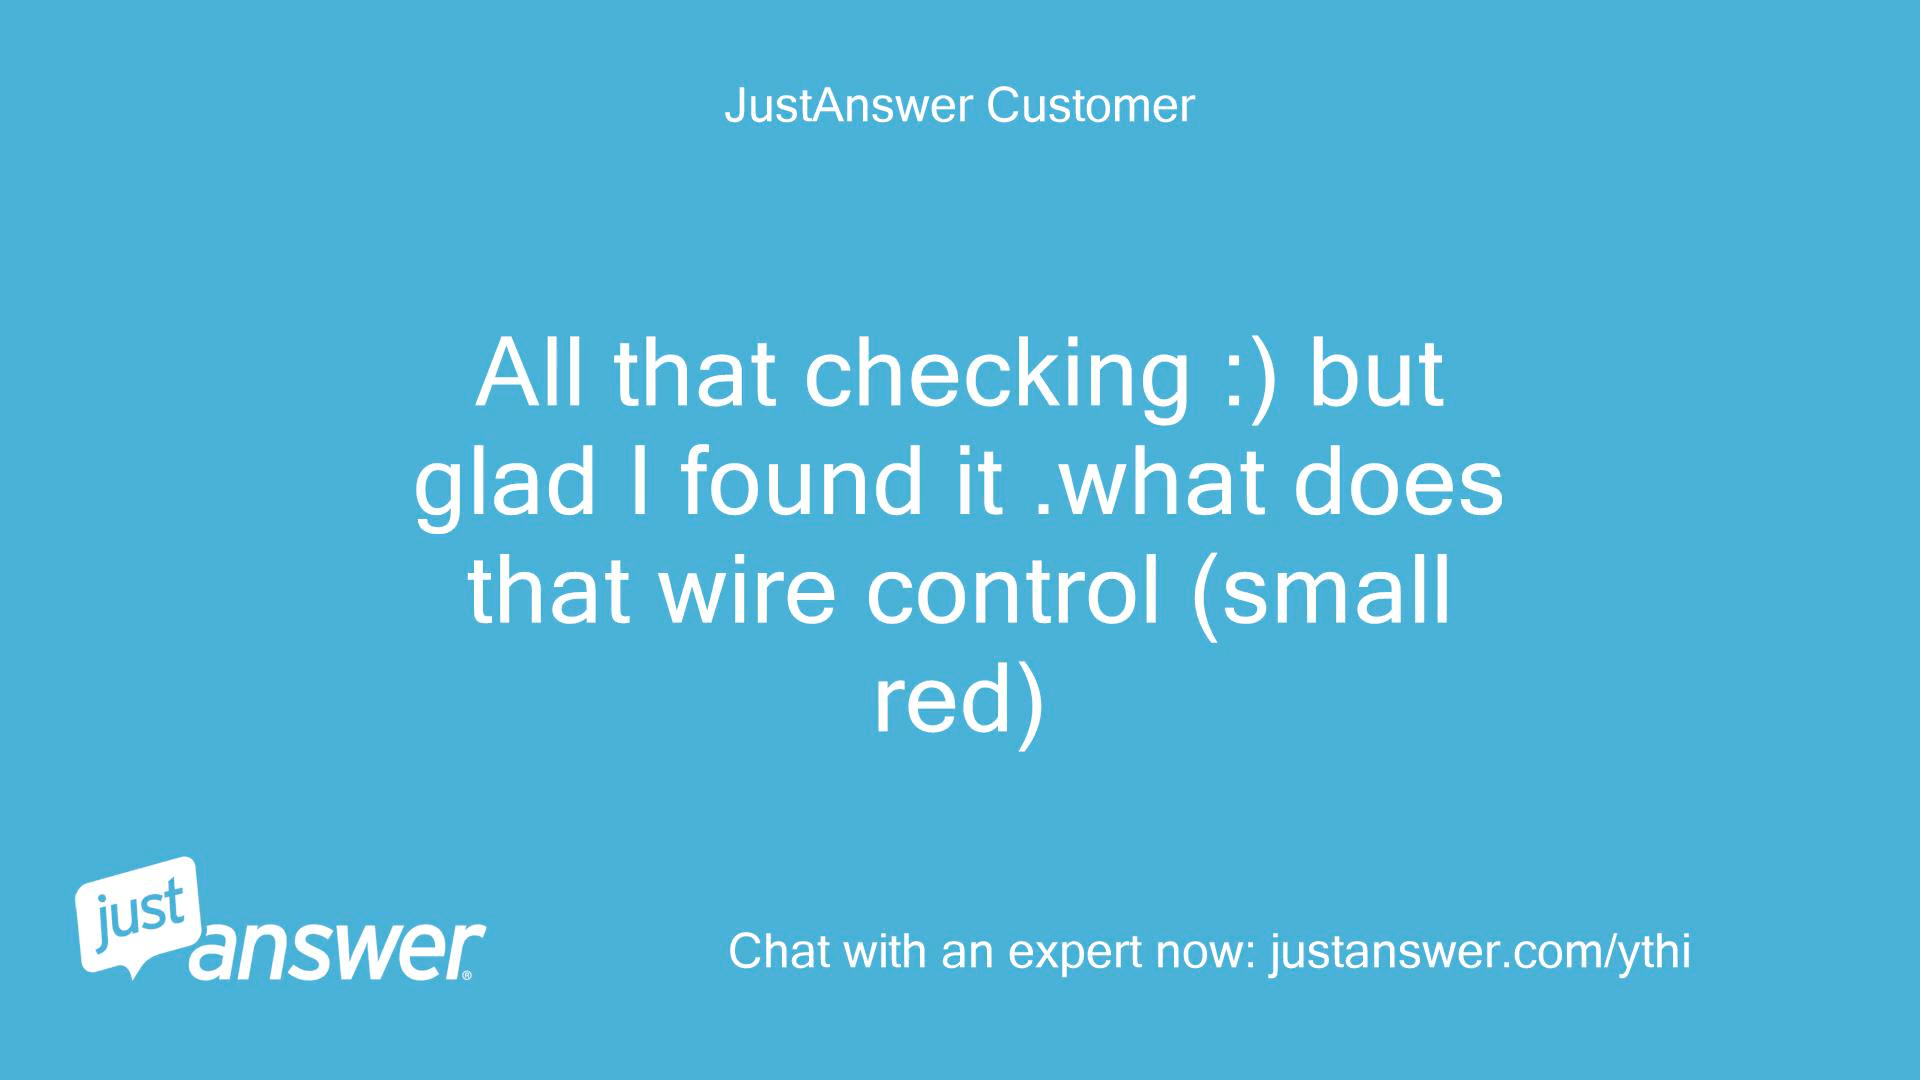 JustAnswer Customer
All that checking :) but
glad I found it .what does
that wire control (small
red)
just
answer®
Chat with an expert now: justanswer.com/ythi